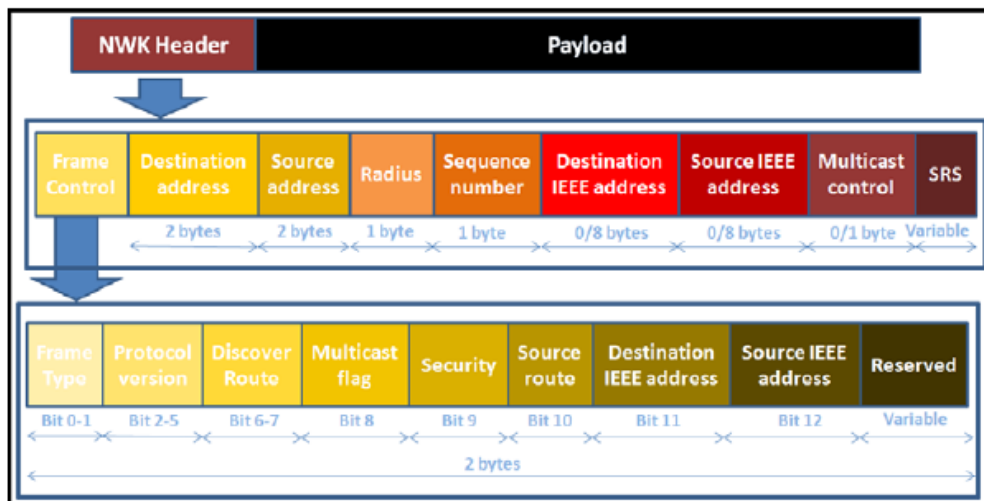 NWK Header Payload
Frame Control Destination address Source address Radius Sequence number Destination IEEE address Source IEEE address Multicast control SRS
2 bytes 2 bytes 1 byte 1 byte 0/8 bytes 0/8 bytes 0/1 byte Variable
Frame Type Protocol version Discover Route Multicast flag Security Source route Destination IEEE address Source IEEE address Reserved
Bit 0-1 Bit 2-5 Bit 6-7 Bit 8 Bit 9 Bit 10 Bit 11 Bit 12 Variable
2 bytes